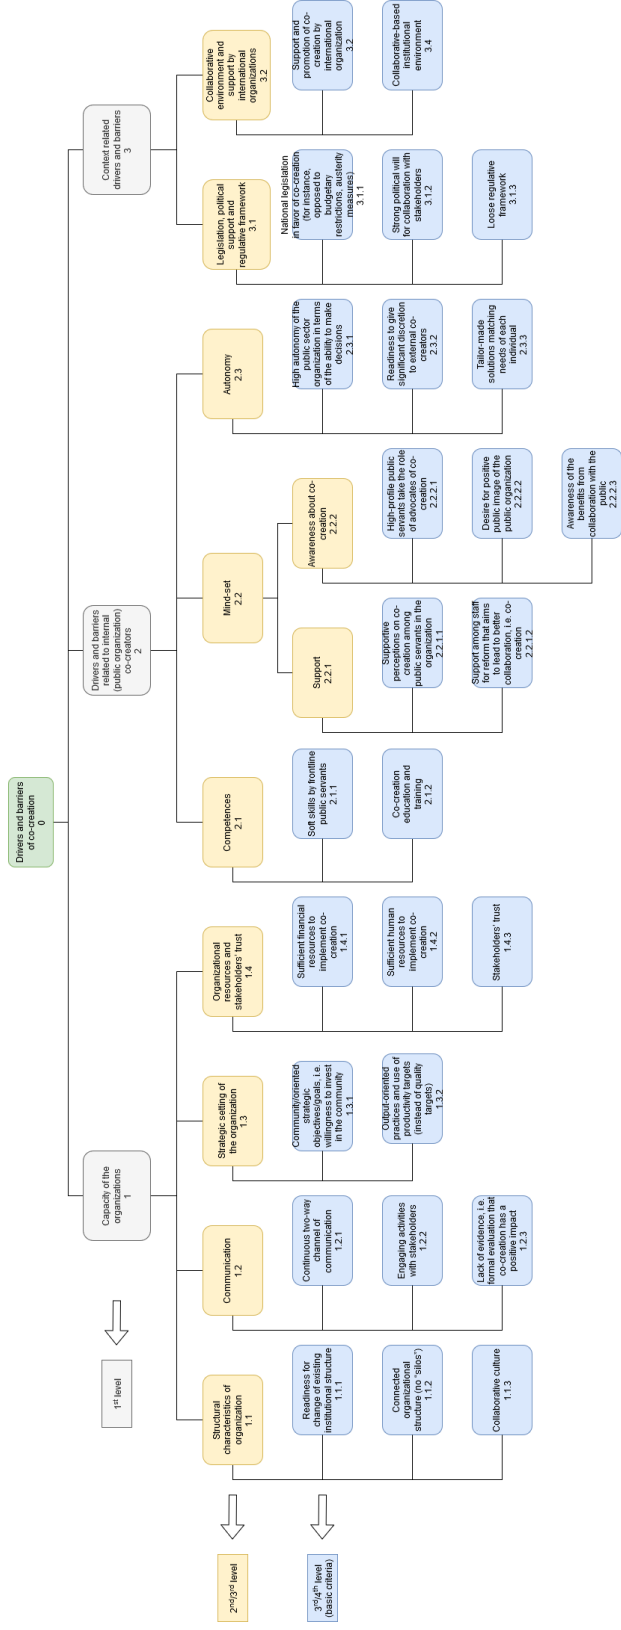 Drivers and barriers
of co-creation
0
1st level
Capacity of the
organizations
1
Drivers and barriers
related to internal
(public organization)
co-creators
2
Context related
drivers and barriers
3
2nd/3rd level
Structural
characteristics of
organization
1.1
Communication
1.2
Strategic setting of
the organization
1.3
Organizational
resources and
stakeholders' trust
1.4
Competences
2.1
Mind-set
2.2
Autonomy
2.3
Legislation, political
support and
regulative framework
3.1
Collaborative
environment and
support by
international
organizations
3.2
Support
2.2.1
Awareness about co-
creation
2.2.2
3rd/4th level
(basic criteria)
Readiness for
change of existing
institutional structure
1.1.1
Connected
organizational
structure (no "silos")
1.1.2
Collaborative culture
1.1.3
Continuous two-way
channel of
communication
1.2.1
Engaging activities
with stakeholders
1.2.2
Lack of evidence, i.e.
formal evaluation that
co-creation has a
positive impact
1.2.3
Community/oriented
strategic
objectives/goals, i.e.
willingness to invest
in the community
1.3.1
Output-oriented
practices and use of
productivity targets
(instead of quality
targets)
1.3.2
Sufficient financial
resources to
implement co-
creation
1.4.1
Sufficient human
resources to
implement co-
creation
1.4.2
Stakeholders' trust
1.4.3
Soft skills by frontline
public servants
2.1.1
Co-creation
education and
training
2.1.2
Supportive
perceptions on co-
creation among
public servants in the
organization
2.2.1.1
Support among staff
for reform that aims
to lead to better
collaboration, i.e. co-
creation
2.2.1.2
High-profile public
servants take the role
of advocates of co-
creation
2.2.2.1
Desire for positive
public image of the
public organization
2.2.2.2
Awareness of the
benefits from
collaboration with the
public
2.2.2.3
High autonomy of the
public sector
organization in terms
of the ability to make
decisions
2.3.1
Readiness to give
significant discretion
to external co-
creators
2.3.2
Tailor-made
solutions matching
needs of each
individual
2.3.3
National legislation
in favor of co-creation
(for instance,
opposed to
budgetary
restrictions, austerity
measures)
3.1.1
Strong political will
for collaboration with
stakeholders
3.1.2
Loose regulative
framework
3.1.3
Support and
promotion of co-
creation by
international
organization
3.2
Collaborative-based
institutional
environment
3.4